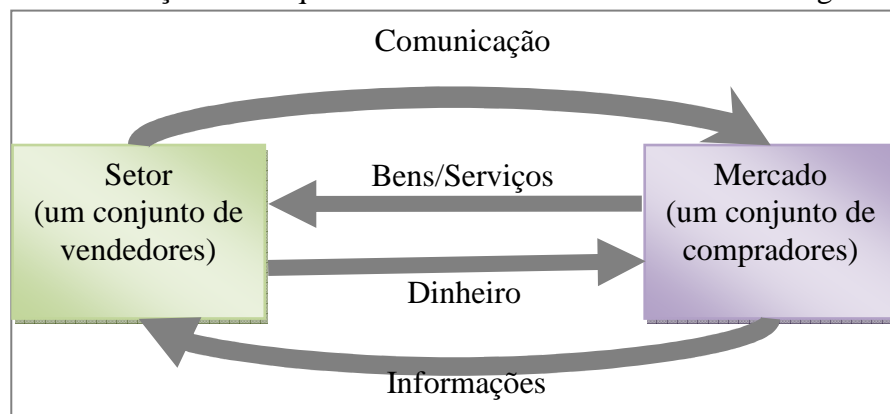 Comunicação
Setor
(um conjunto de
vendedores)
Bens/Serviços
Dinheiro
Mercado
(um conjunto de
compradores)
Informações